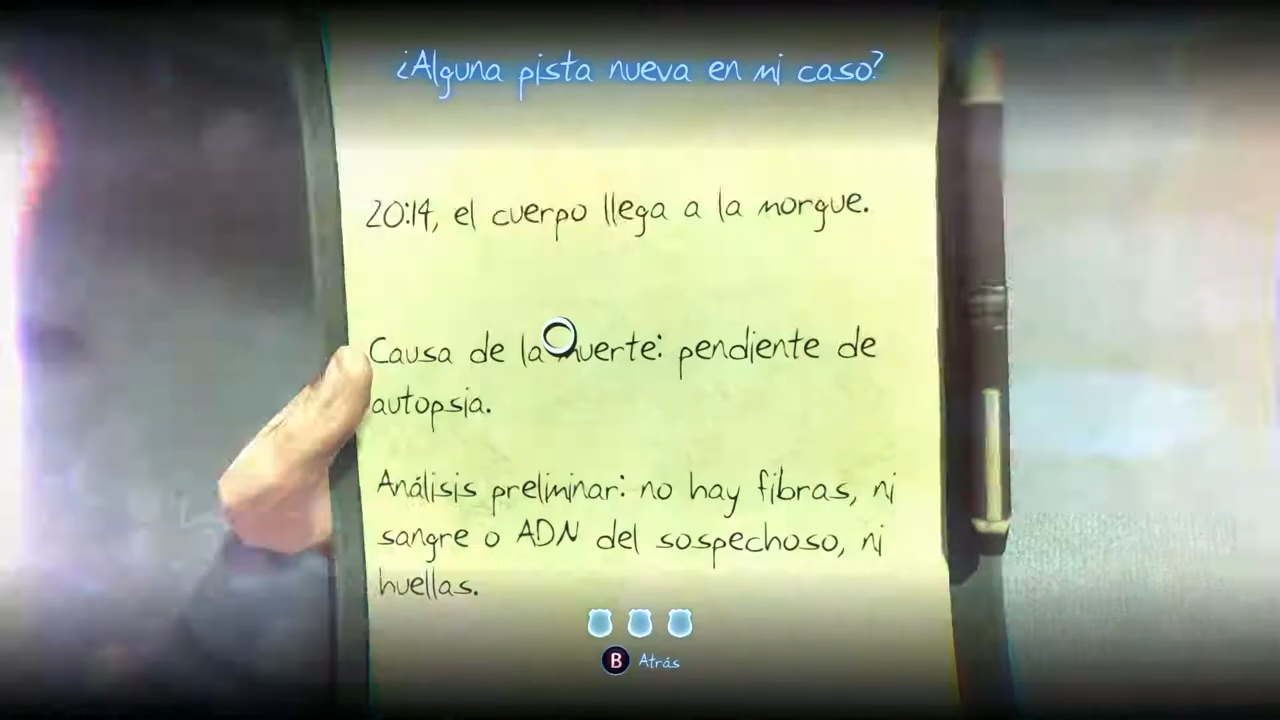 ¿Alguna pista nueva en mi caso?
20:14, el cuerpo llega a la morgue.
Causa de la muerte: pendiente de
autopsia.
Análisis preliminar: no hay fibras, ni
sangre o ADN del sospechoso, ni
huellas.
B Atrás